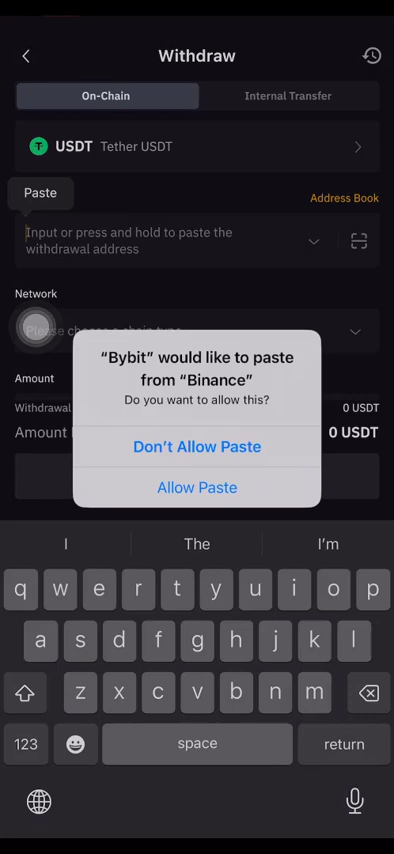 Withdraw
On-Chain
Internal Transfer
T USDT Tether USDT
Paste
Address Book
Input or press and hold to paste the
withdrawal address
Network
Please choose a chain type
“Bybit” would like to paste
from “Binance”
Do you want to allow this?
Don’t Allow Paste
Allow Paste
Amount
Withdrawal
0 USDT
Amount
0 USDT
I
The
I’m
q w e r t y u i o p
a s d f g h j k l
z x c v b n m
123
space
return